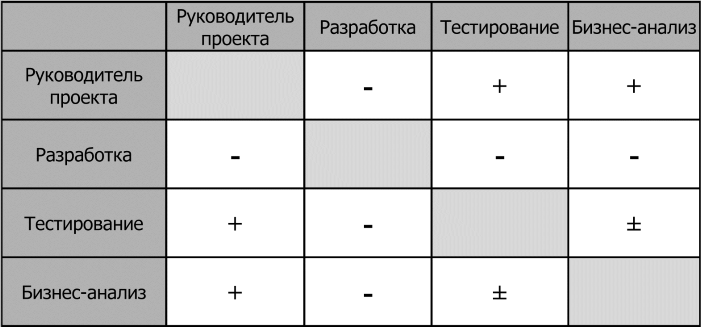 Руководитель
проекта
Разработка
Тестирование
Бизнес-анализ
Руководитель
проекта
-
+
+
Разработка
-
-
-
Тестирование
+
-
±
Бизнес-анализ
+
-
±